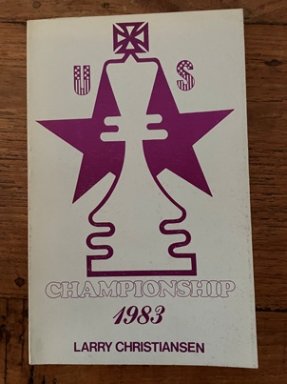 U S
CHAMPIONSHIP
1983
LARRY CHRISTIANSEN